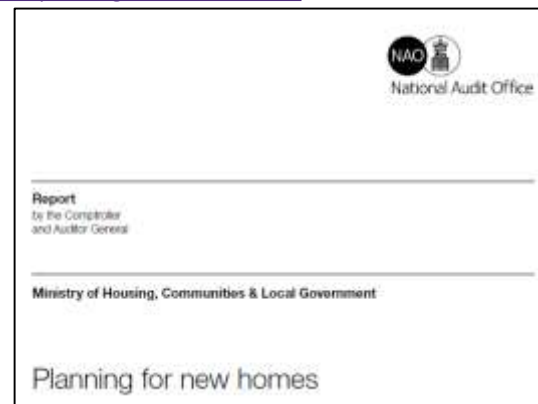 NAO
National Audit Office
Report
by the Comptroller
and Auditor General
Ministry of Housing, Communities & Local Government
Planning for new homes